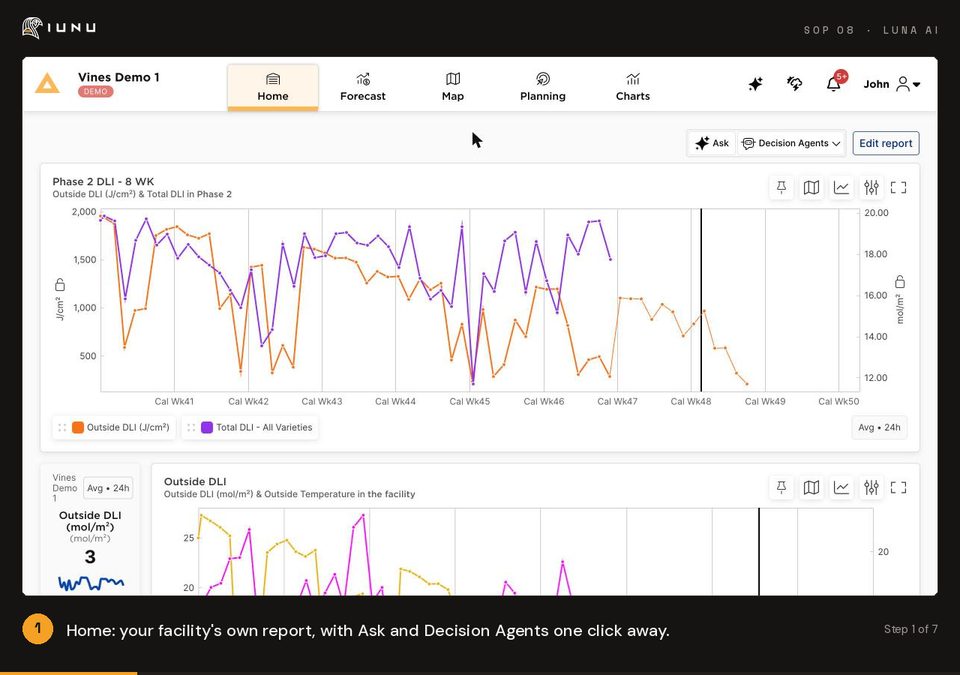 IUNU
SOP 08 · LUNA AI
Vines Demo 1
DEMO
Home
Forecast
Map
Planning
Charts
5+
John
Ask
Decision Agents
Edit report
Phase 2 DLI - 8 WK
Outside DLI (J/cm²) & Total DLI in Phase 2
2,000
1,500
1,000
500
J/cm²
20.00
18.00
16.00
14.00
12.00
mol/m²
Cal Wk41
Cal Wk42
Cal Wk43
Cal Wk44
Cal Wk45
Cal Wk46
Cal Wk47
Cal Wk48
Cal Wk49
Cal Wk50
Outside DLI (J/cm²)
Total DLI - All Varieties
Avg • 24h
Vines
Demo
1
Avg • 24h
Outside DLI
(mol/m²)
(mol/m²)
3
Outside DLI
Outside DLI (mol/m²) & Outside Temperature in the facility
25
20
20
1
Home: your facility's own report, with Ask and Decision Agents one click away.
Step 1 of 7